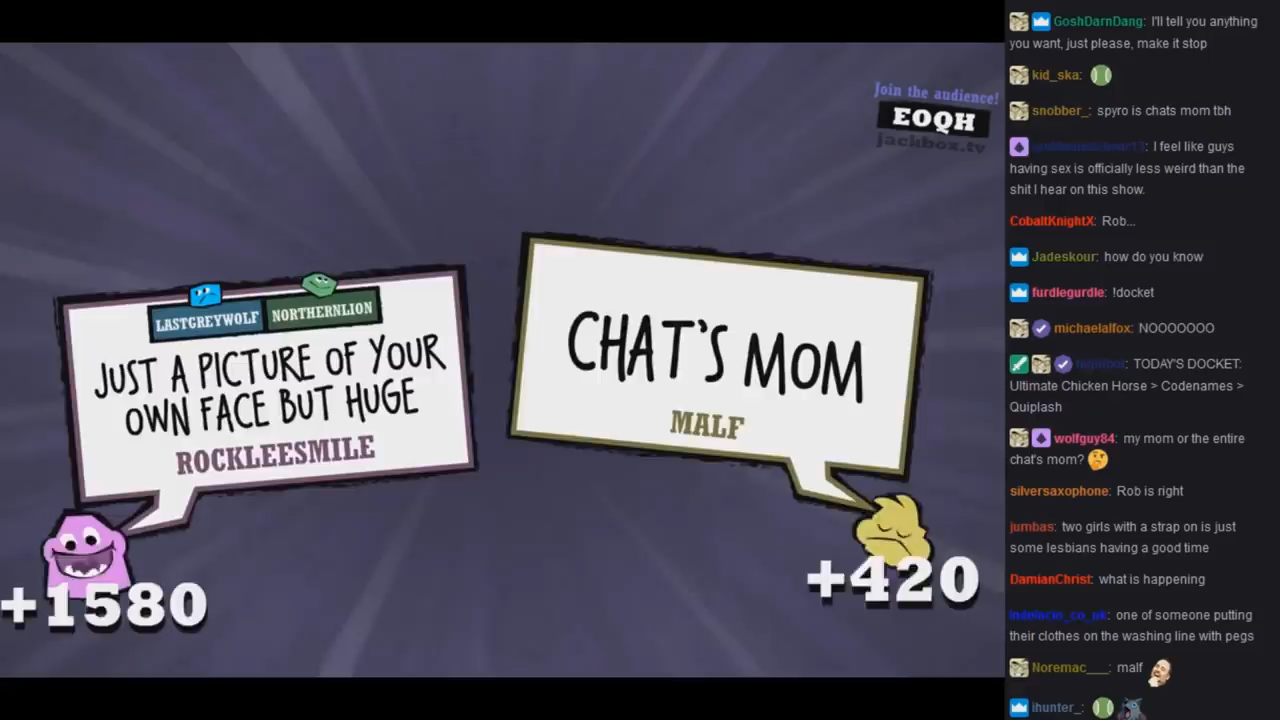 Join the audience!
EOQH
jackbox.tv
LASTGREYWOLF NORTHERNLION
JUST A PICTURE OF YOUR
OWN FACE BUT HUGE
ROCKLEESMILE
+1580
CHAT'S MOM
MALF
+420
GoshDarnDang: I'll tell you anything
you want, just please, make it stop
kid_ska:
snobber_: spyro is chats mom tbh
: I feel like guys
having sex is officially less weird than the
shit I hear on this show.
CobaltKnightX: Rob...
Jadeskour: how do you know
furdlegurdle: !docket
michaelalfox: NOOOOOOO
: TODAY'S DOCKET:
Ultimate Chicken Horse > Codenames >
Quiplash
wolfguy84: my mom or the entire
chat's mom?
silversaxophone: Rob is right
jumbas: two girls with a strap on is just
some lesbians having a good time
DamianChrist: what is happening
: one of someone putting
their clothes on the washing line with pegs
Noremac___: malf
ihunter_: